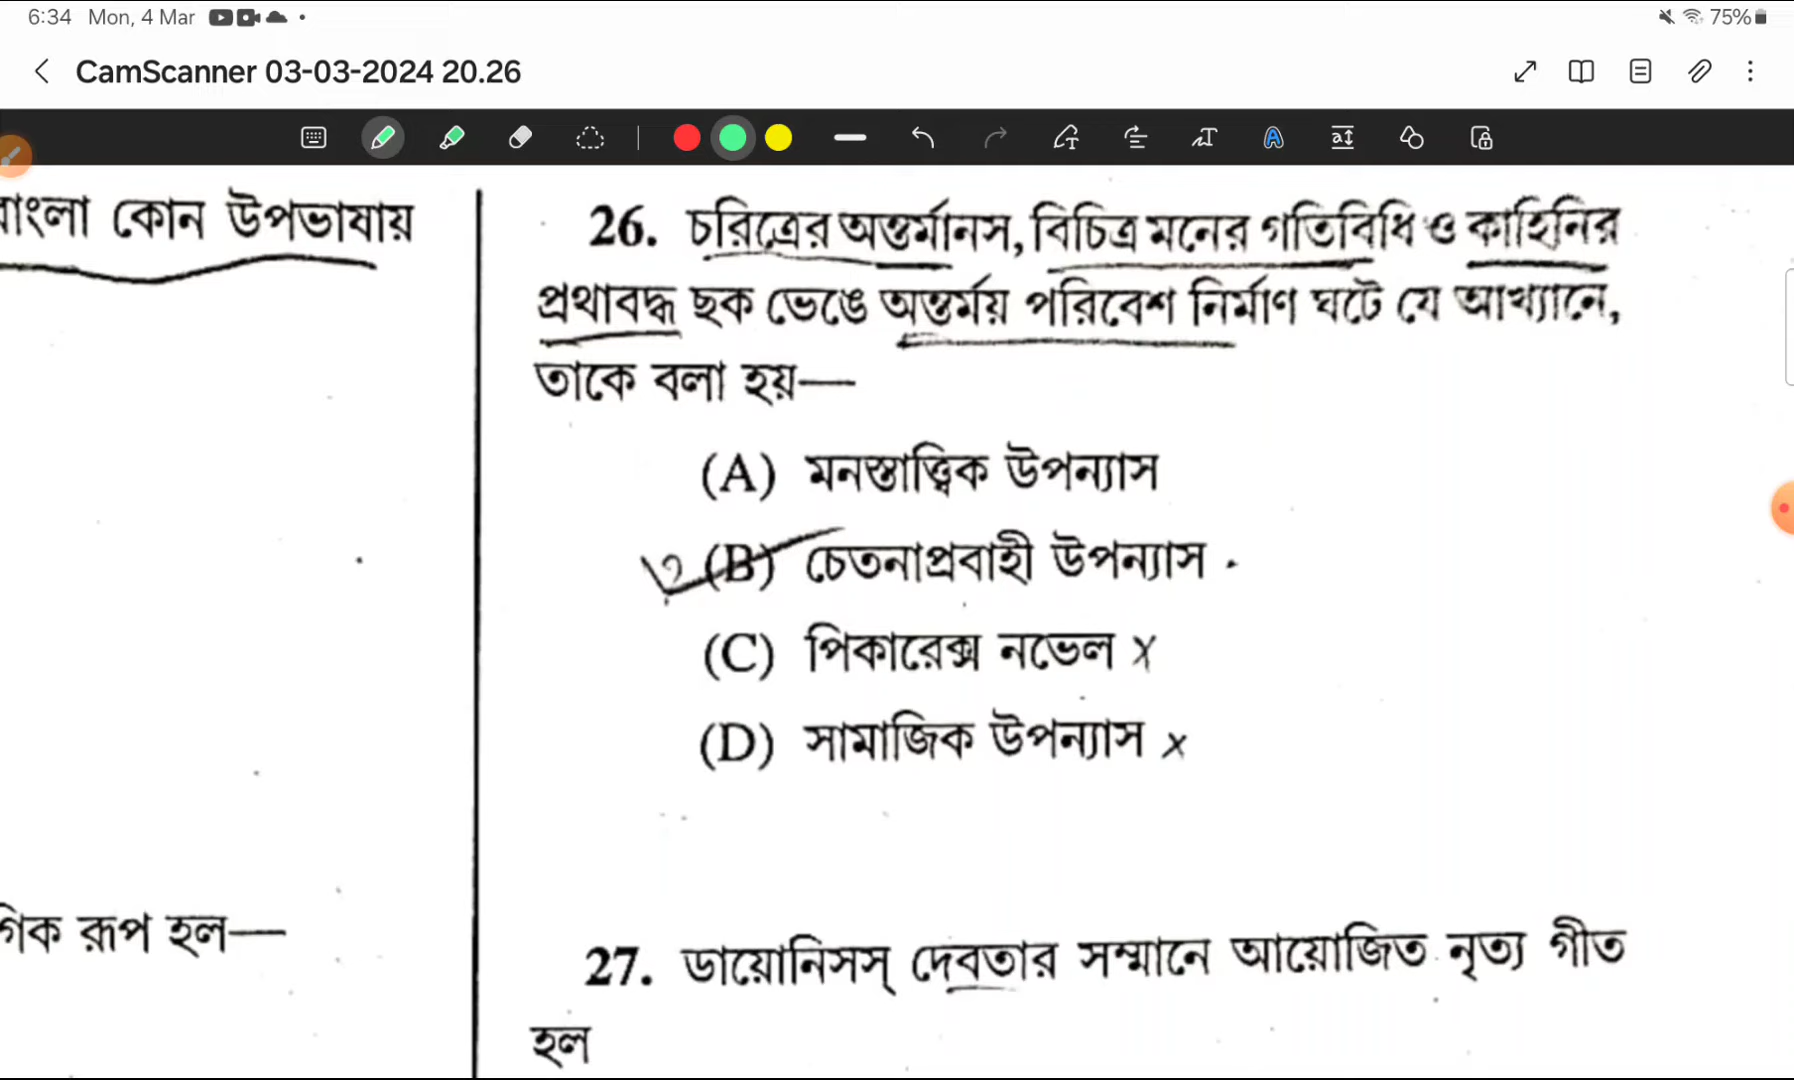 6:34 Mon, 4 Mar
75%
CamScanner 03-03-2024 20.26
বাংলা কোন উপভাষায়
গিক রূপ হল—
26. চরিত্রের অন্তর্মানস, বিচিত্র মনের গতিবিধি ও কাহিনির
প্রথাবদ্ধ ছক ভেঙে অন্তর্ময় পরিবেশ নির্মাণ ঘটে যে আখ্যানে,
তাকে বলা হয়—
(A) মনস্তাত্ত্বিক উপন্যাস
(B) চেতনাপ্রবাহী উপন্যাস
(C) পিকারেক্স নভেল x
(D) সামাজিক উপন্যাস x
27. ডায়োনিসস্ দেবতার সম্মানে আয়োজিত নৃত্য গীত
হল